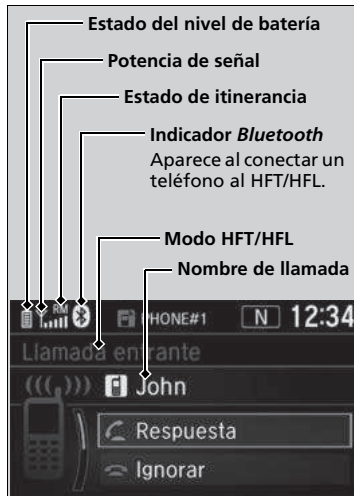 Estado del nivel de batería
Potencia de señal
Estado de itinerancia
Indicador Bluetooth
Aparece al conectar un
teléfono al HFT/HFL.
Modo HFT/HFL
Nombre de llamada
RM PHONE#1 N 12:34
Llamada entrante
John
Respuesta
Ignorar